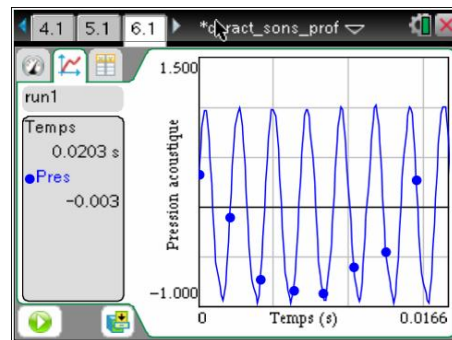 4.1 5.1 6.1 *caract_sons_prof
run1
Temps
0.0203 s
Pres
-0.003
1.500
Pression acoustique
-1.000
0 Temps (s) 0.0166